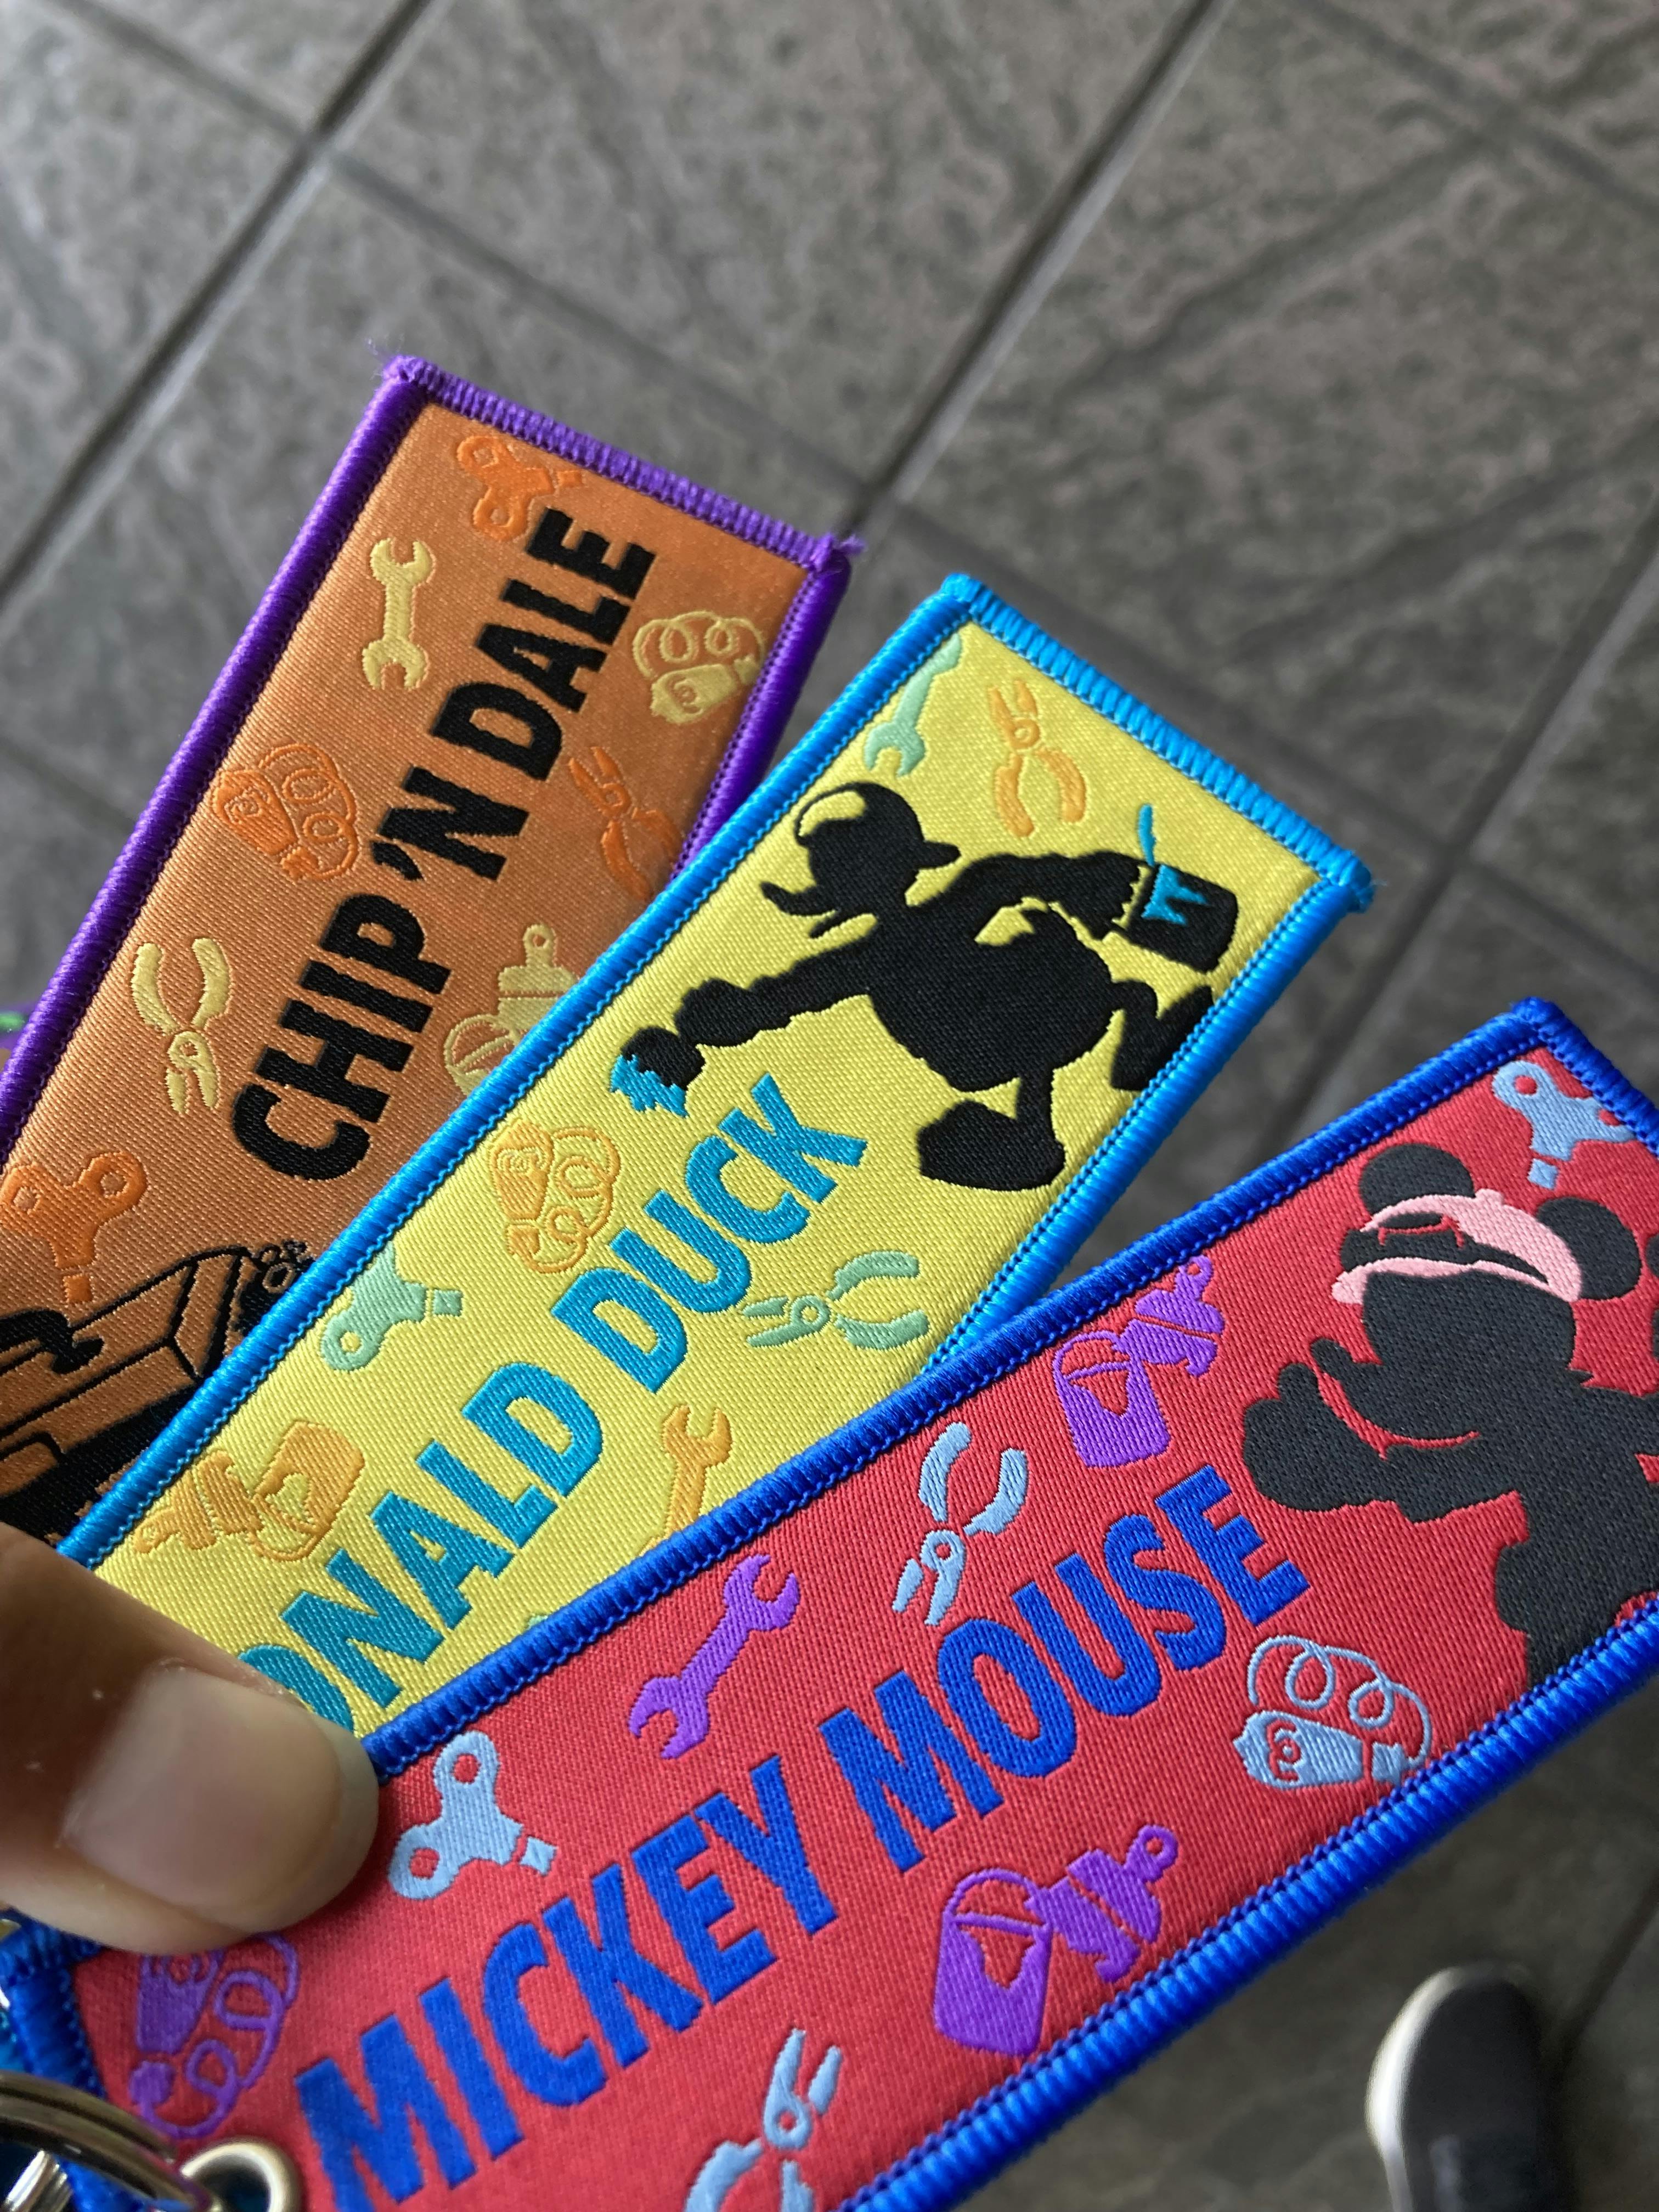 CHIP 'N DALE
ONALD DUCK
MICKEY MOUSE